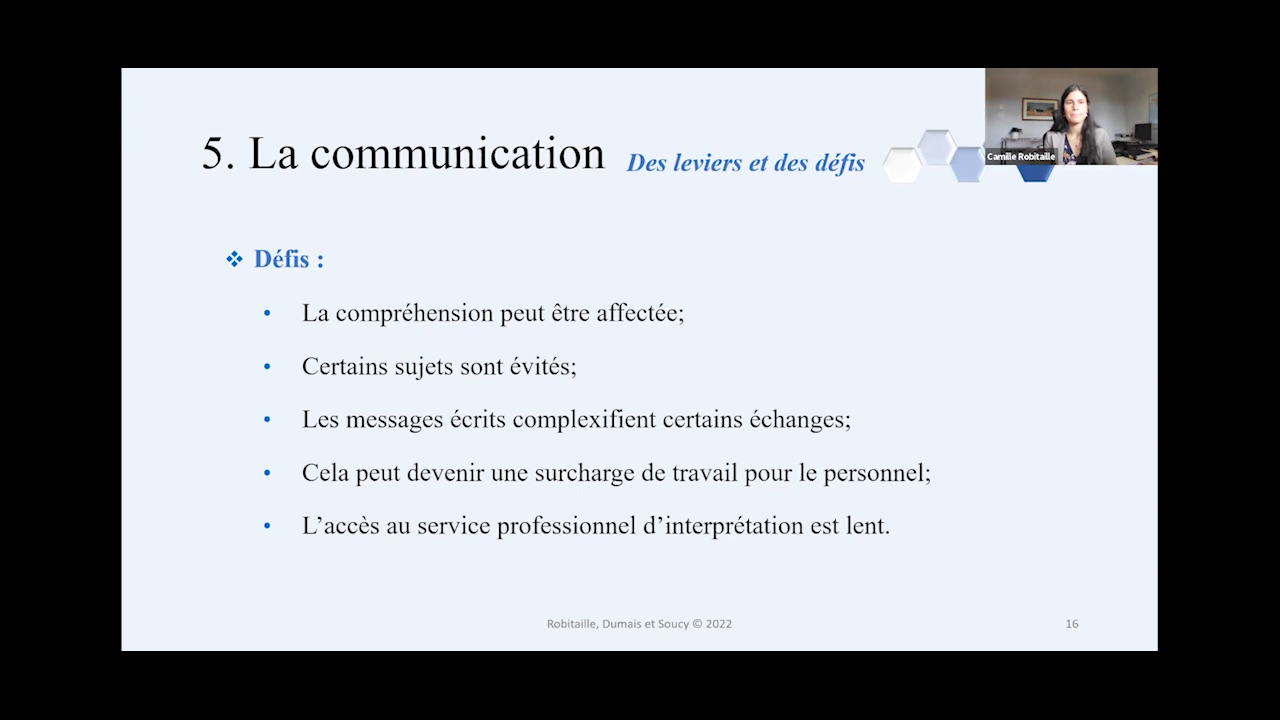 5. La communication Des leviers et des défis
Camille Robitaille
❖ Défis :
• La compréhension peut être affectée;
• Certains sujets sont évités;
• Les messages écrits complexifient certains échanges;
• Cela peut devenir une surcharge de travail pour le personnel;
• L’accès au service professionnel d’interprétation est lent.
Robitaille, Dumais et Soucy © 2022
16